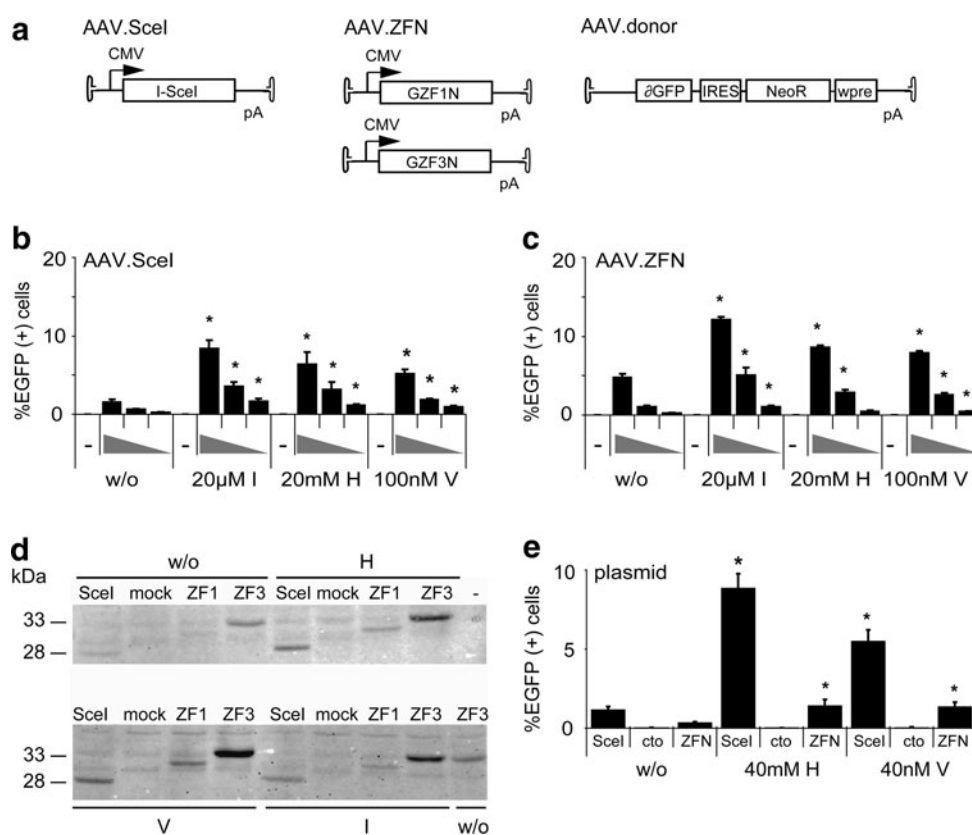 a
AAV.SceI
AAV.ZFN
AAV.donor
CMV
I-SceI
pA
CMV
GZF1N
pA
CMV
GZF3N
pA
∂GFP
IRES
NeoR
wpre
pA
b
AAV.SceI
%EGFP (+) cells
20
10
0
- - - -
w/o 20µM I 20mM H 100nM V
* * * * * * * * *
c
AAV.ZFN
%EGFP (+) cells
20
10
0
- - - -
w/o 20µM I 20mM H 100nM V
* * * * * * * *
d
kDa
w/o H
SceI mock ZF1 ZF3 SceI mock ZF1 ZF3 -
33
28
SceI mock ZF1 ZF3 SceI mock ZF1 ZF3 ZF3
33
28
V I w/o
e
plasmid
%EGFP (+) cells
10
5
0
* * * *
SceI cto ZFN SceI cto ZFN SceI cto ZFN
w/o 40mM H 40nM V